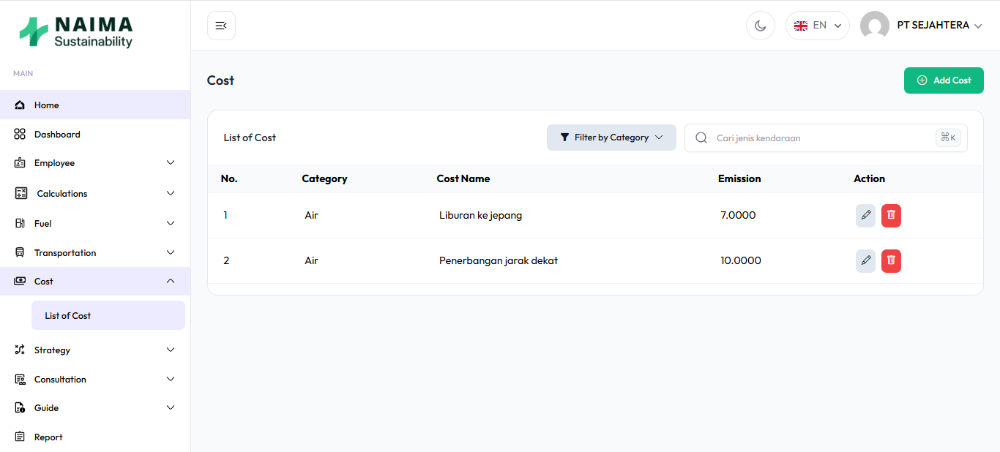 NAIMA
Sustainability
MAIN
Home
Dashboard
Employee
Calculations
Fuel
Transportation
Cost
List of Cost
Strategy
Consultation
Guide
Report
EN
PT SEJAHTERA
Cost
Add Cost
List of Cost
Filter by Category
Cari jenis kendaraan
⌘K
No. Category Cost Name Emission Action
1 Air Liburan ke jepang 7.0000
2 Air Penerbangan jarak dekat 10.0000